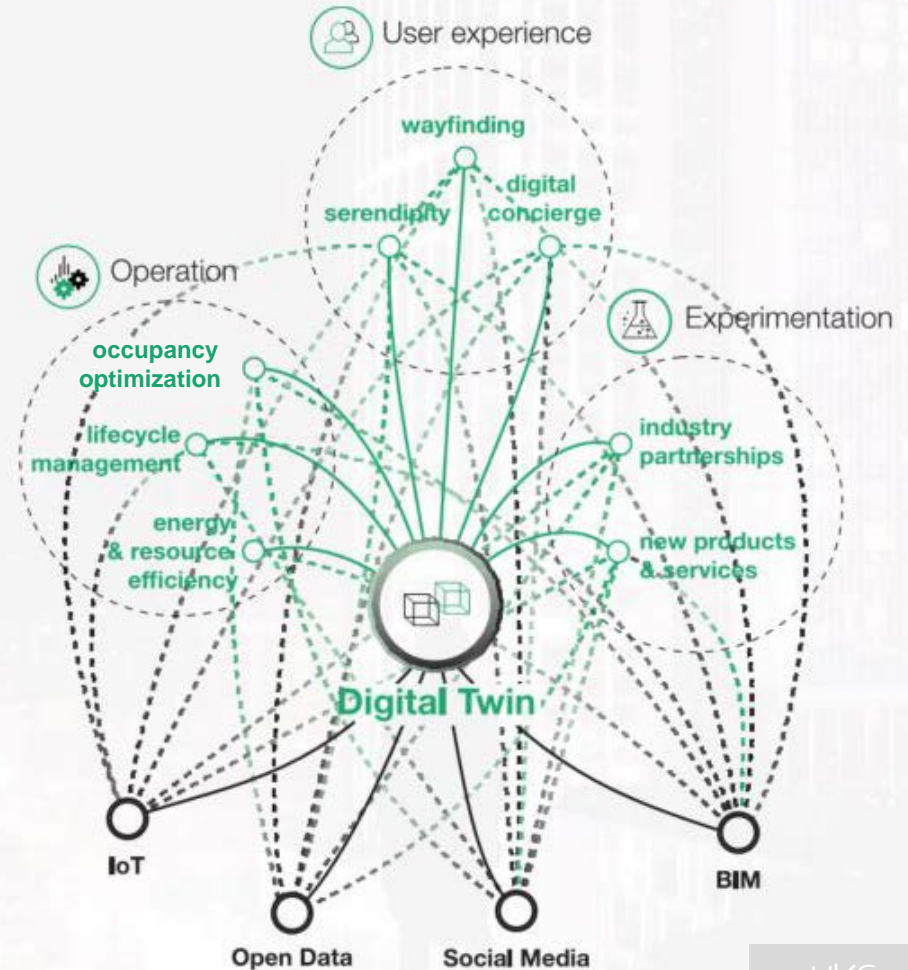 User experience
wayfinding
digital
concierge
serendipity
Operation
occupancy
optimization
lifecycle
management
energy
& resource
efficiency
Experimentation
industry
partnerships
new products
& services
Digital Twin
IoT
Open Data
Social Media
BIM